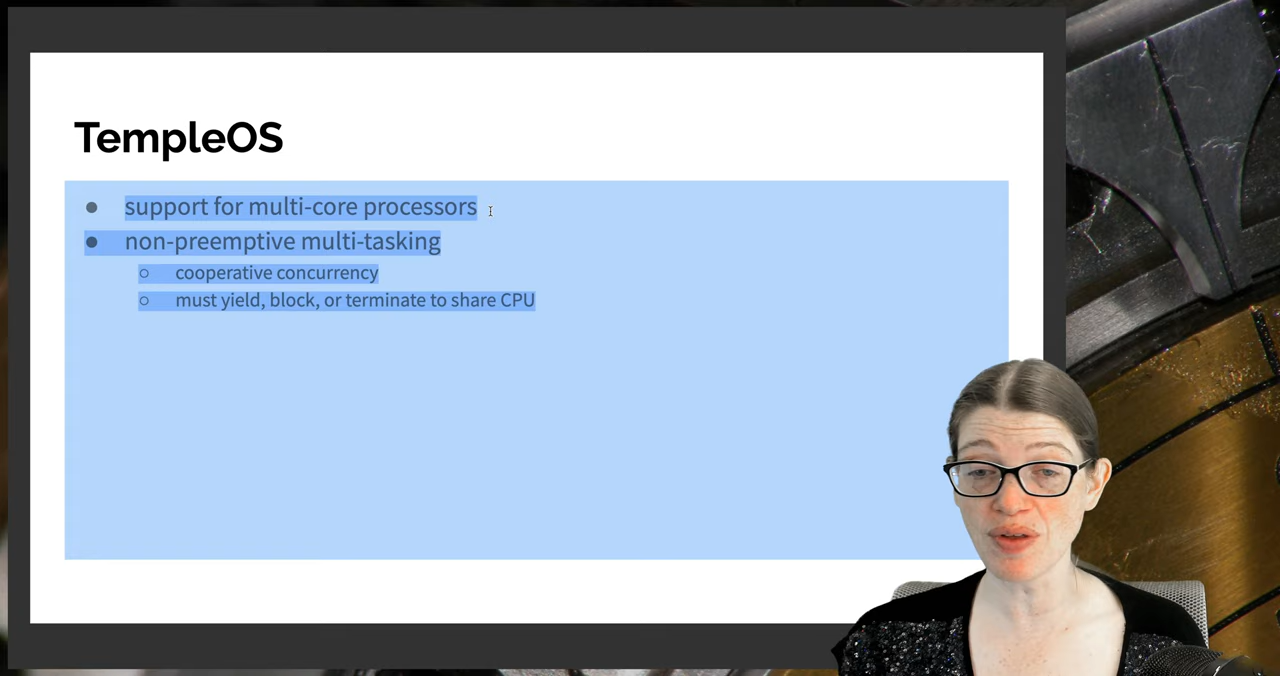 TempleOS
● support for multi-core processors
● non-preemptive multi-tasking
○ cooperative concurrency
○ must yield, block, or terminate to share CPU